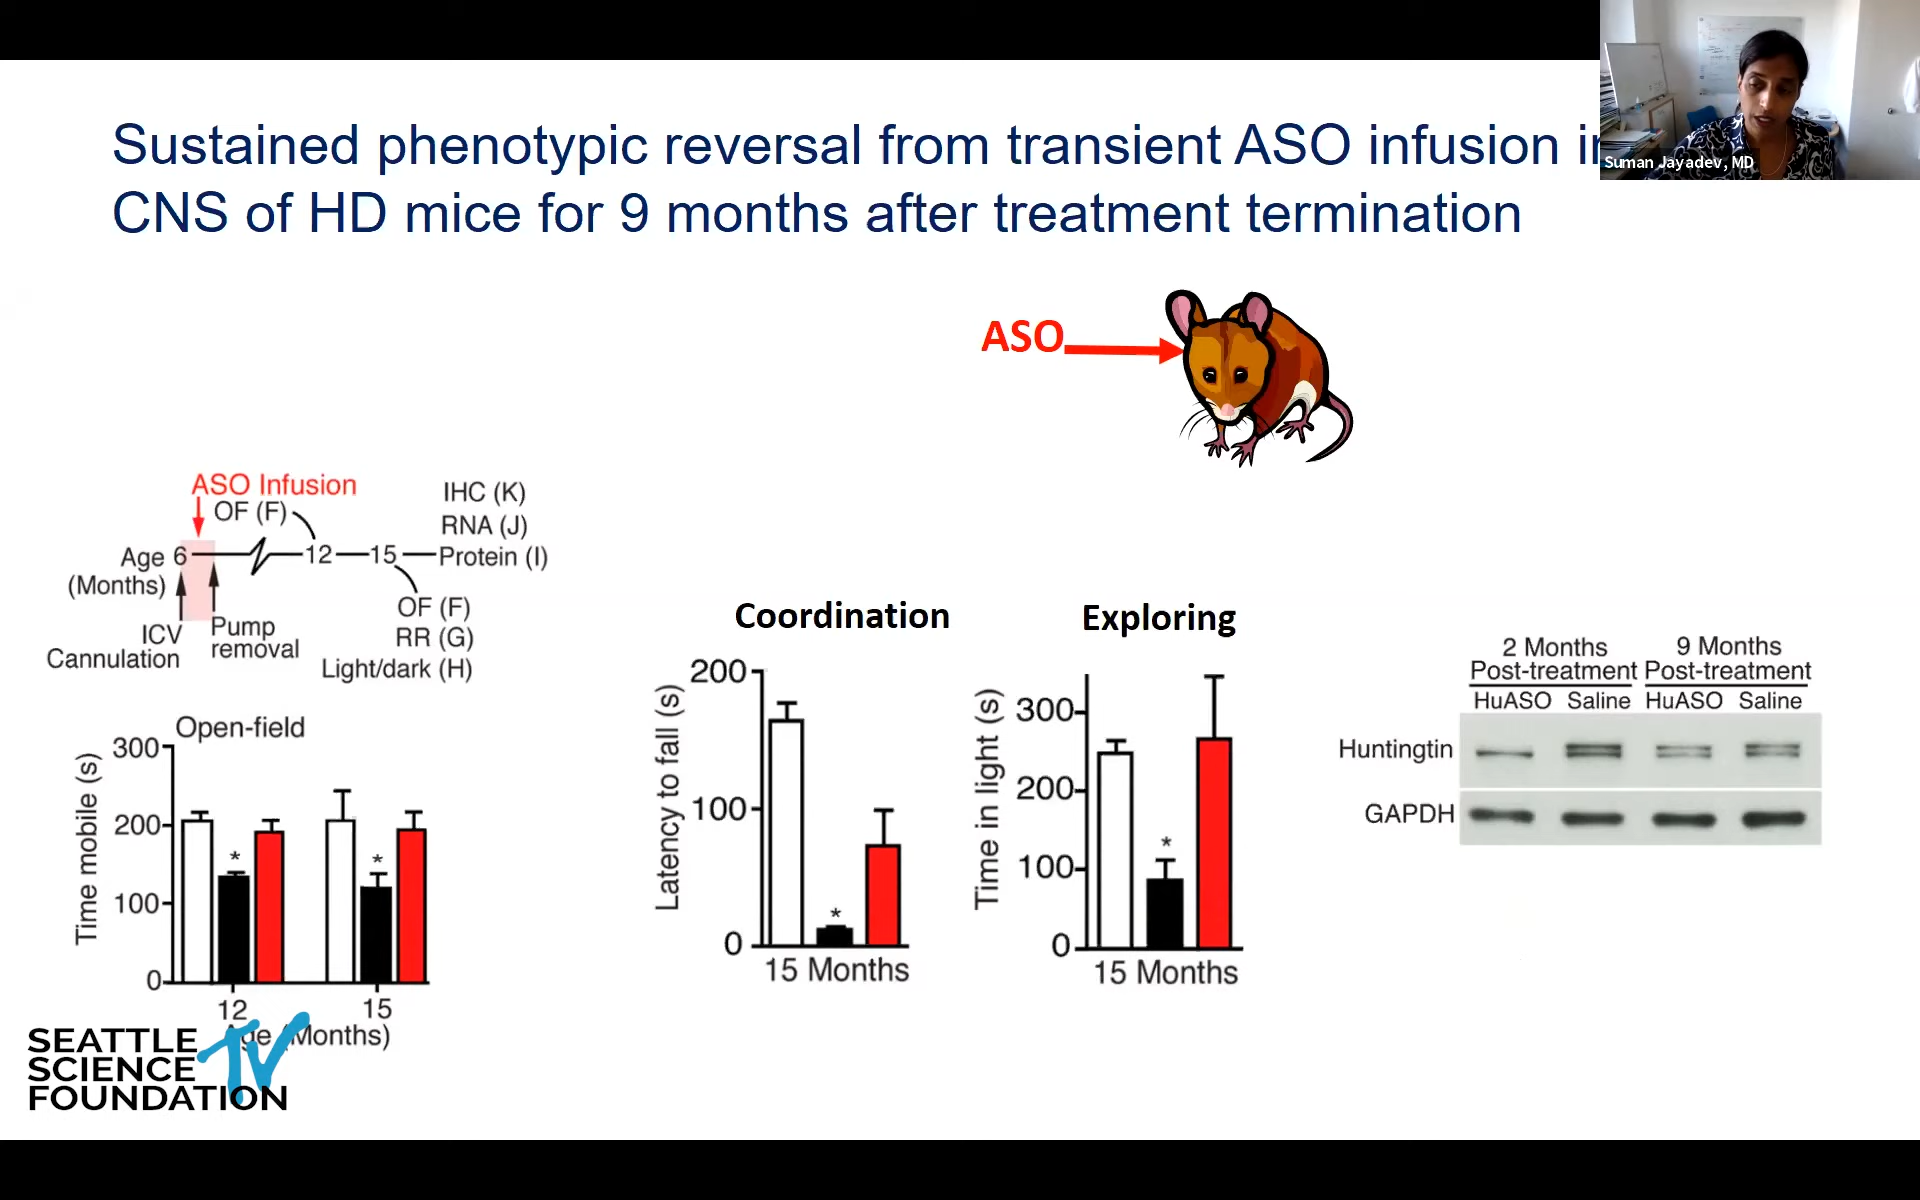 Sustained phenotypic reversal from transient ASO infusion in
CNS of HD mice for 9 months after treatment termination
Suman Jayadev, MD
ASO
ASO Infusion
OF (F)
IHC (K)
RNA (J)
Age 6
12
15
Protein (I)
(Months)
OF (F)
RR (G)
Light/dark (H)
ICV
Cannulation
Pump
removal
Open-field
Time mobile (s)
300
200
100
0
12
15
Age (Months)
Coordination
Latency to fall (s)
200
100
0
*
15 Months
Exploring
Time in light (s)
300
200
100
0
*
15 Months
*
*
2 Months
Post-treatment
9 Months
Post-treatment
HuASO Saline HuASO Saline
Huntingtin
GAPDH
SEATTLE
SCIENCE
FOUNDATION
TV